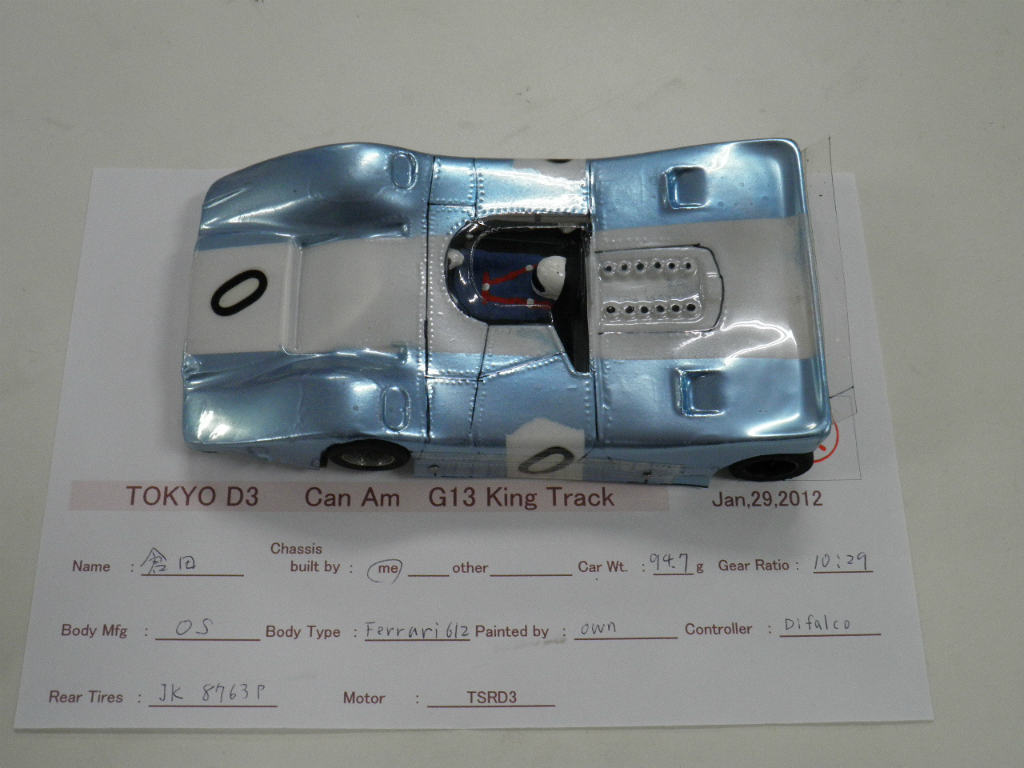 0
0
TOKYO D3 Can Am G13 King Track Jan,29,2012
Name : 倉田 Chassis built by : me other Car Wt. : 94.7 g Gear Ratio : 10:29
Body Mfg : OS Body Type : Ferrari 612 Painted by : own Controller : Difalco
Rear Tires : JK 8763P Motor : TSRD3